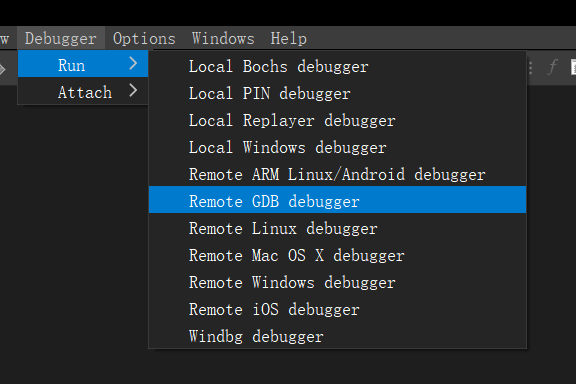 w Debugger Options Windows Help
Run
Attach
Local Bochs debugger
Local PIN debugger
Local Replayer debugger
Local Windows debugger
Remote ARM Linux/Android debugger
Remote GDB debugger
Remote Linux debugger
Remote Mac OS X debugger
Remote Windows debugger
Remote iOS debugger
Windbg debugger
f